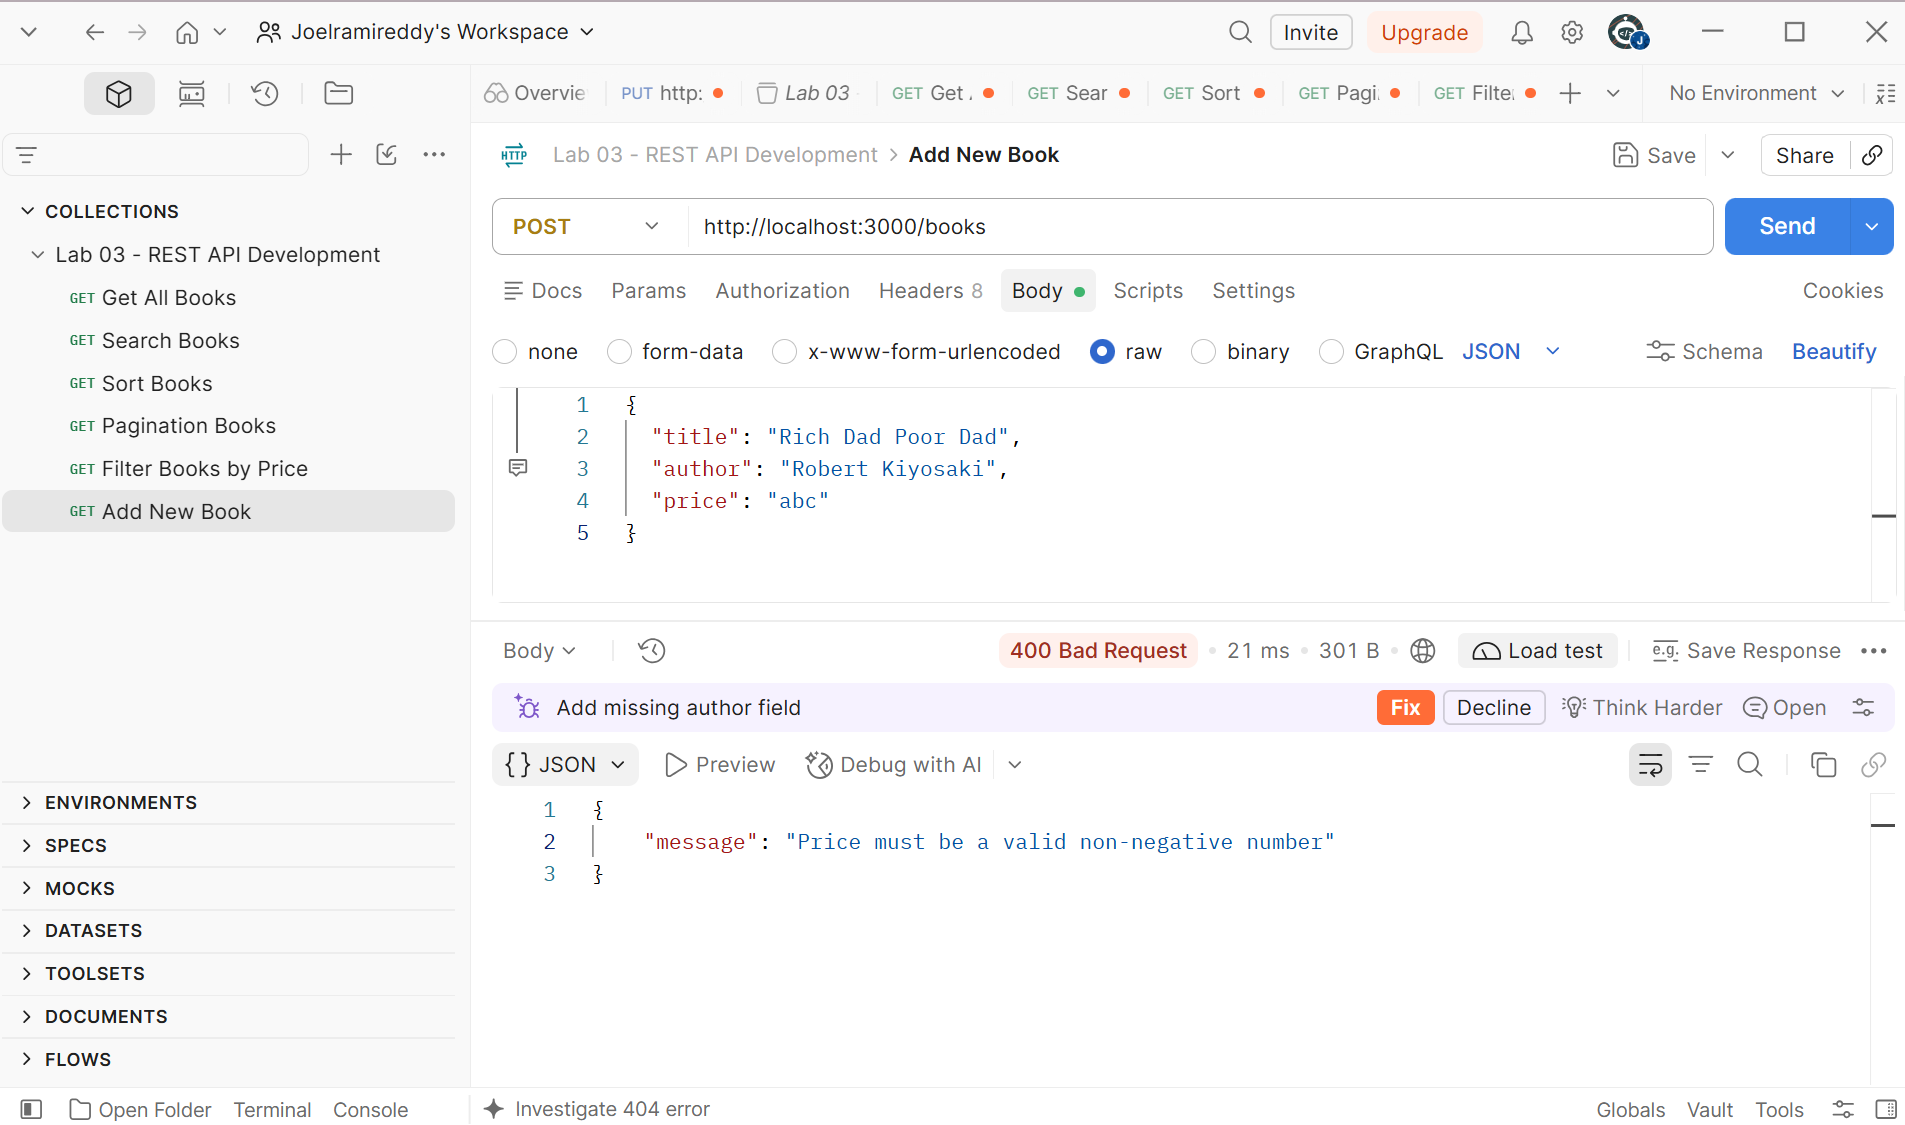 Joelramireddy's Workspace
Invite
Upgrade
J
Overvie
PUT http:
Lab 03
GET Get
GET Sear
GET Sort
GET Pagi
GET Filte
No Environment
HTTP
Lab 03 - REST API Development > Add New Book
Save
Share
COLLECTIONS
Lab 03 - REST API Development
GET Get All Books
GET Search Books
GET Sort Books
GET Pagination Books
GET Filter Books by Price
GET Add New Book
ENVIRONMENTS
SPECS
MOCKS
DATASETS
TOOLSETS
DOCUMENTS
FLOWS
POST
http://localhost:3000/books
Send
Docs Params Authorization Headers 8 Body Scripts Settings Cookies
none form-data x-www-form-urlencoded raw binary GraphQL JSON Schema Beautify
1 {
2 "title": "Rich Dad Poor Dad",
3 "author": "Robert Kiyosaki",
4 "price": "abc"
5 }
Body 400 Bad Request • 21 ms • 301 B • Load test e.g. Save Response
Add missing author field Fix Decline Think Harder Open
{} JSON Preview Debug with AI
1 {
2 "message": "Price must be a valid non-negative number"
3 }
Open Folder Terminal Console Investigate 404 error Globals Vault Tools